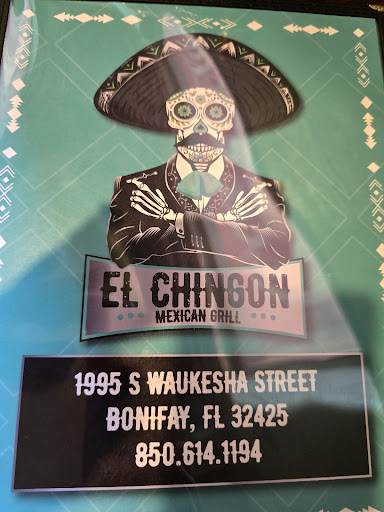 EL CHINGON
MEXICAN GRILL
1995 S WAUKESHA STREET
BONIFAY, FL 32425
850.614.1194